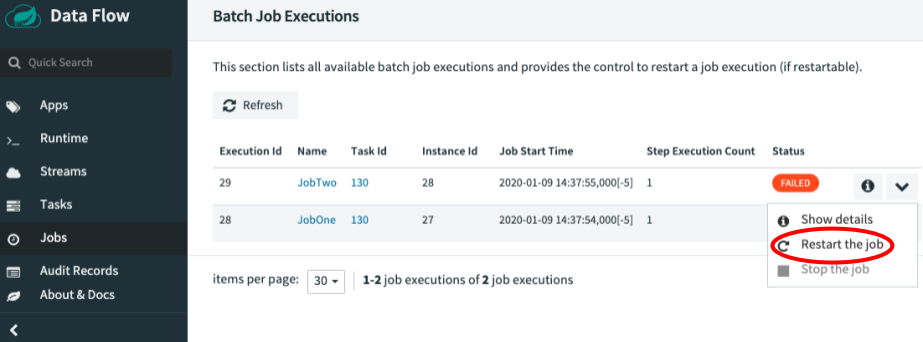 Data Flow
Batch Job Executions
Quick Search
This section lists all available batch job executions and provides the control to restart a job execution (if restartable).
Refresh
Apps
Runtime
Streams
Tasks
Jobs
Audit Records
About & Docs
Execution Id Name Task Id Instance Id Job Start Time Step Execution Count Status
29 JobTwo 130 28 2020-01-09 14:37:55,000[-5] 1 FAILED
28 JobOne 130 27 2020-01-09 14:37:54,000[-5] 1
Show details
Restart the job
Stop the job
items per page: 30 1-2 job executions of 2 job executions